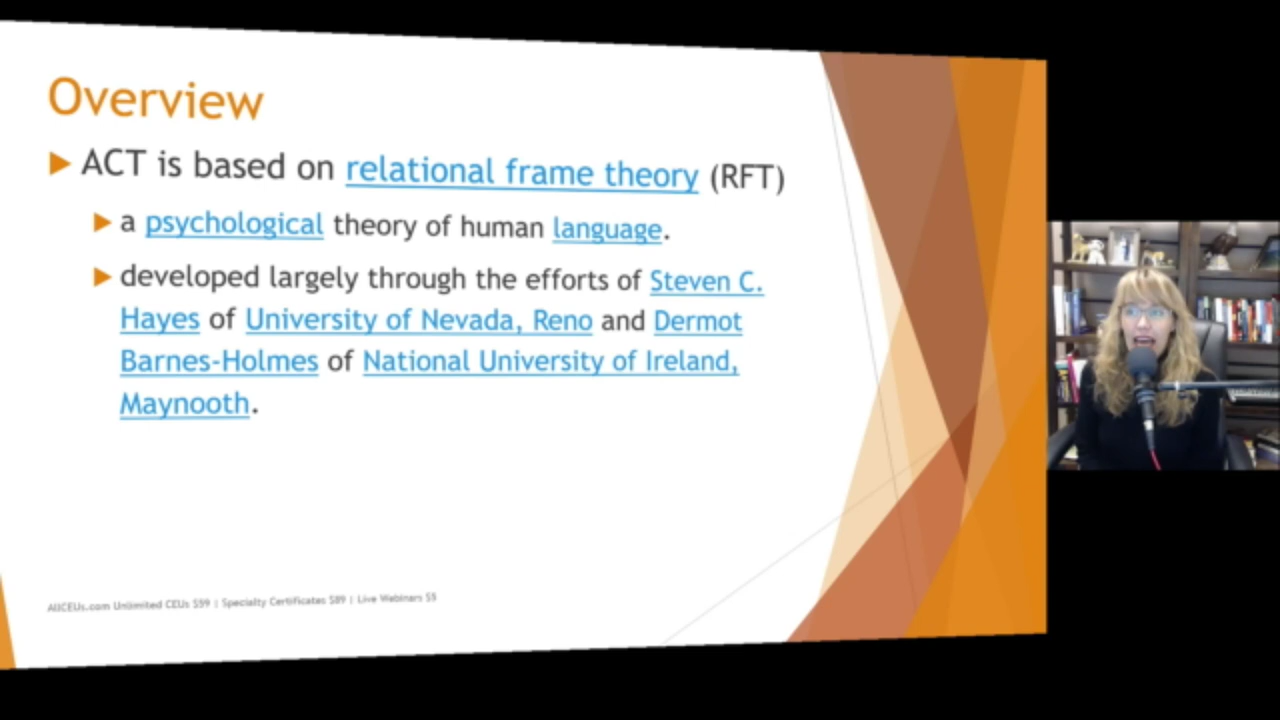 Overview
ACT is based on relational frame theory (RFT)
a psychological theory of human language.
developed largely through the efforts of Steven C.
Hayes of University of Nevada, Reno and Dermot
Barnes-Holmes of National University of Ireland,
Maynooth.
AllCEUs.com Unlimited CEUs $59 | Specialty Certificates $89 | Live Webinars $5